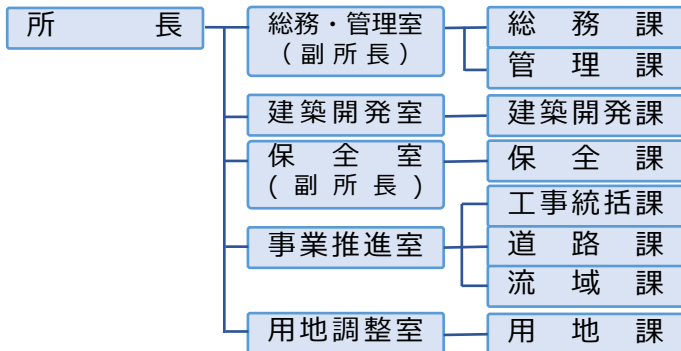 所長
総務・管理室
(副所長)
総務課
管理課
建築開発室
建築開発課
保全室
(副所長)
保全課
事業推進室
工事統括課
道路課
流域課
用地調整室
用地課